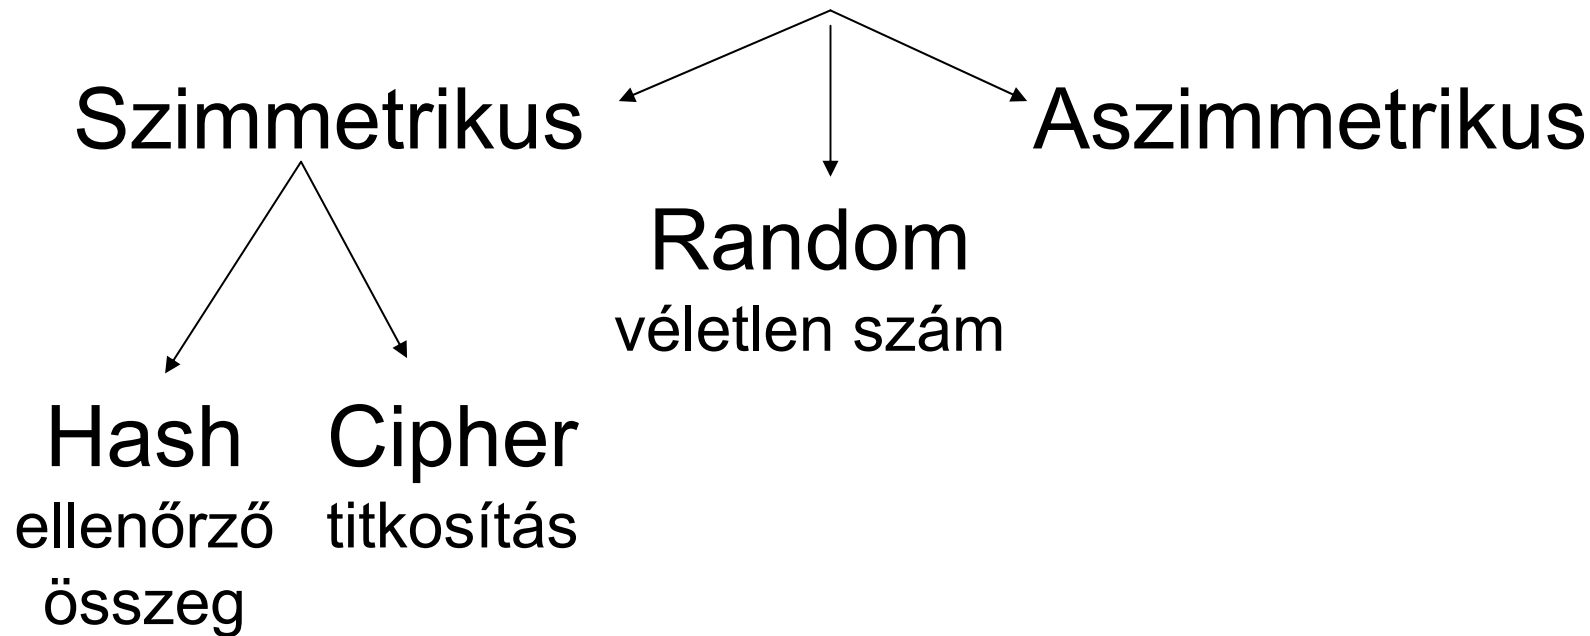 Szimmetrikus
Aszimmetrikus
Random
véletlen szám
Hash
ellenőrző
összeg
Cipher
titkosítás